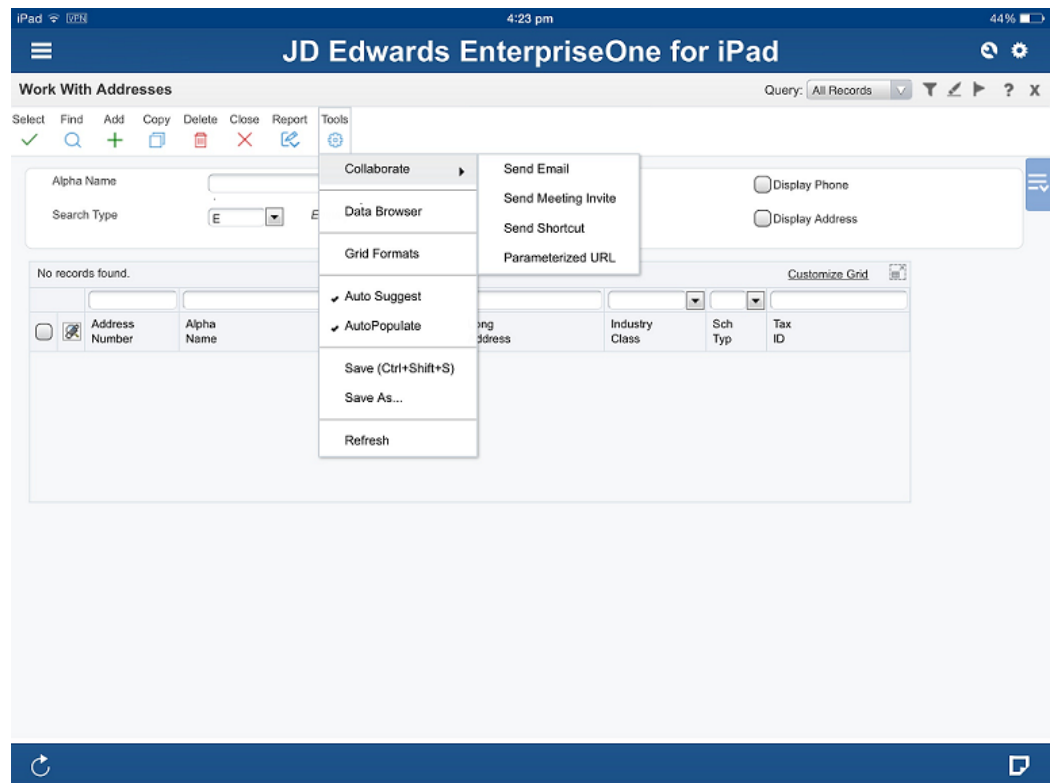 iPad VPN 4:23 pm 44%
JD Edwards EnterpriseOne for iPad
Work With Addresses Query: All Records ? X
Select Find Add Copy Delete Close Report Tools
Collaborate Send Email
Send Meeting Invite
Send Shortcut
Parameterized URL
Alpha Name Display Phone
Search Type E Display Address
Data Browser
Grid Formats
Auto Suggest
AutoPopulate
Save (Ctrl+Shift+S)
Save As...
Refresh
No records found. Customize Grid
Address Alpha Industry Sch Tax
Number Name Class Typ ID